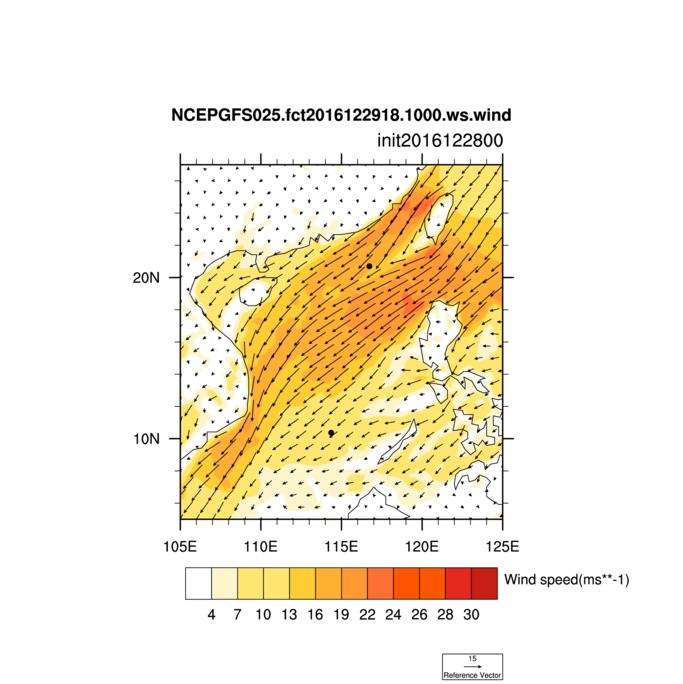 NCEPGFS025.fct2016122918.1000.ws.wind
init2016122800
20N
10N
105E 110E 115E 120E 125E
Wind speed(ms**-1)
4 7 10 13 16 19 22 24 26 28 30
15
Reference Vector